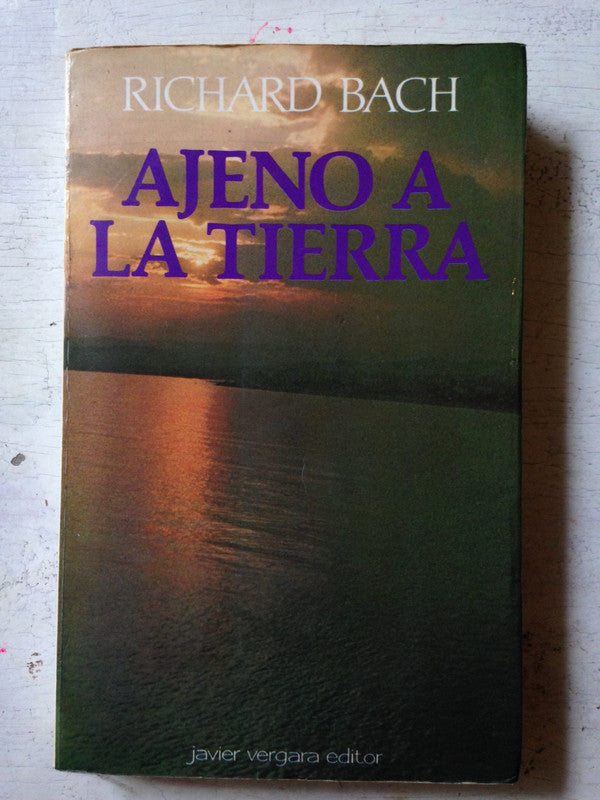 RICHARD BACH
AJENO A
LA TIERRA
javier vergara editor